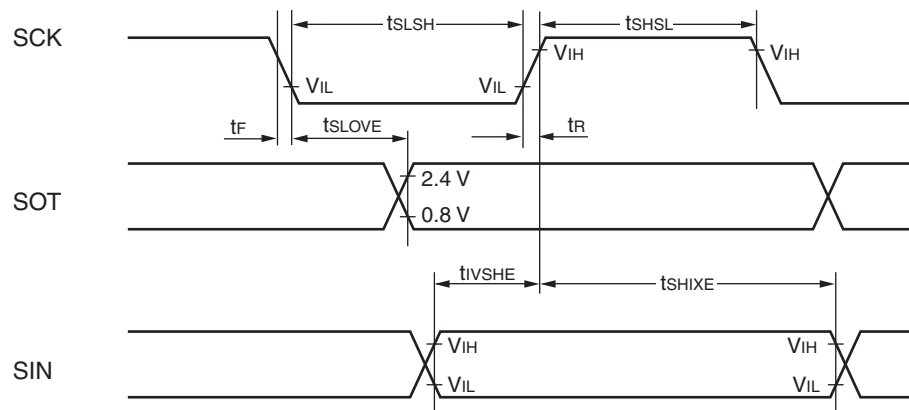 tSLSH
tSHSL
SCK
VIH
VIH
VIL
VIL
tF
tSLOVE
tR
SOT
2.4 V
0.8 V
tIVSHE
tSHIXE
SIN
VIH
VIH
VIL
VIL